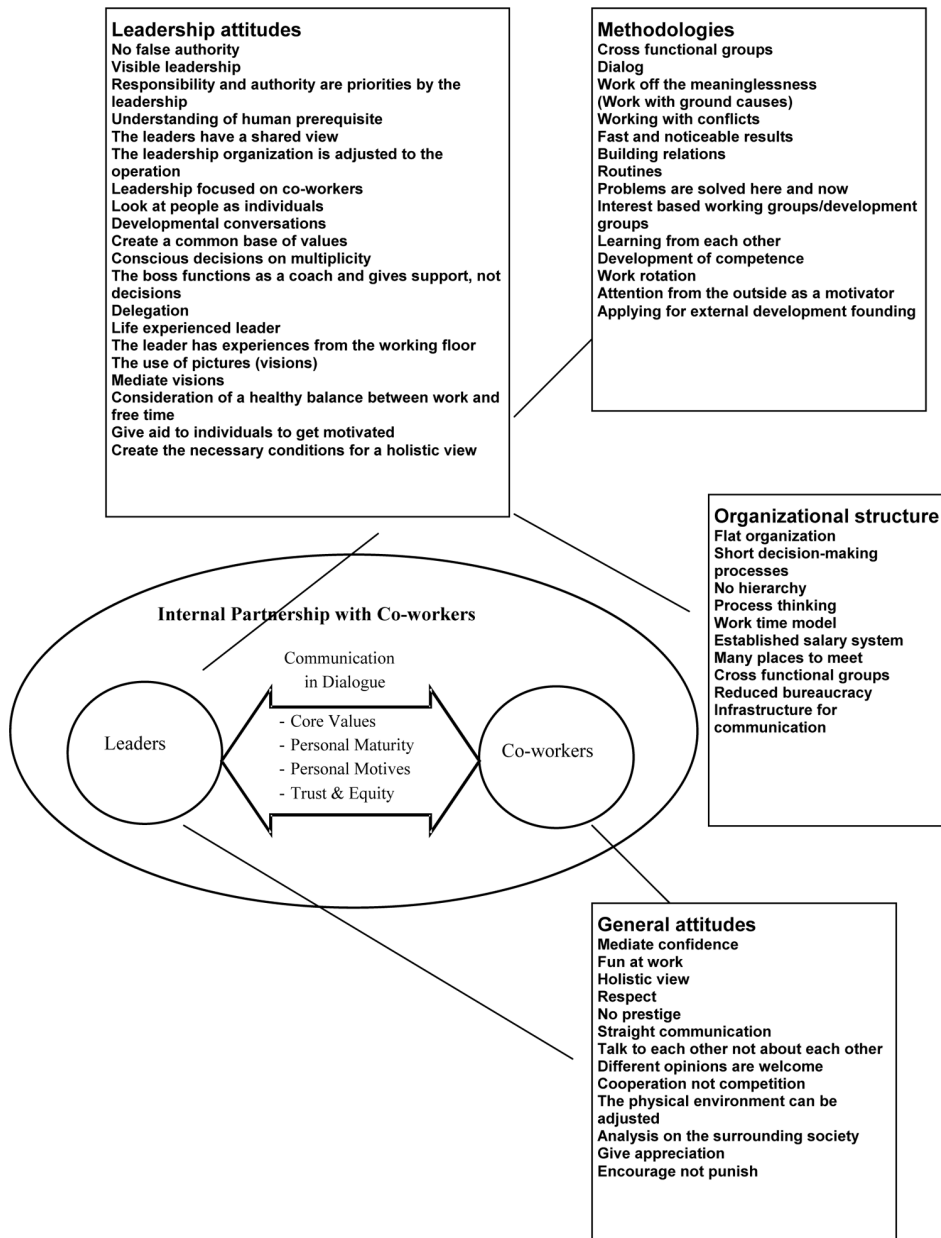 Leadership attitudes
No false authority
Visible leadership
Responsibility and authority are priorities by the
leadership
Understanding of human prerequisite
The leaders have a shared view
The leadership organization is adjusted to the
operation
Leadership focused on co-workers
Look at people as individuals
Developmental conversations
Create a common base of values
Conscious decisions on multiplicity
The boss functions as a coach and gives support, not
decisions
Delegation
Life experienced leader
The leader has experiences from the working floor
The use of pictures (visions)
Mediate visions
Consideration of a healthy balance between work and
free time
Give aid to individuals to get motivated
Create the necessary conditions for a holistic view
Methodologies
Cross functional groups
Dialog
Work off the meaninglessness
(Work with ground causes)
Working with conflicts
Fast and noticeable results
Building relations
Routines
Problems are solved here and now
Interest based working groups/development
groups
Learning from each other
Development of competence
Work rotation
Attention from the outside as a motivator
Applying for external development founding
Organizational structure
Flat organization
Short decision-making
processes
No hierarchy
Process thinking
Work time model
Established salary system
Many places to meet
Cross functional groups
Reduced bureaucracy
Infrastructure for
communication
Internal Partnership with Co-workers
Communication
in Dialogue
Leaders
- Core Values
- Personal Maturity
- Personal Motives
- Trust & Equity
Co-workers
General attitudes
Mediate confidence
Fun at work
Holistic view
Respect
No prestige
Straight communication
Talk to each other not about each other
Different opinions are welcome
Cooperation not competition
The physical environment can be
adjusted
Analysis on the surrounding society
Give appreciation
Encourage not punish